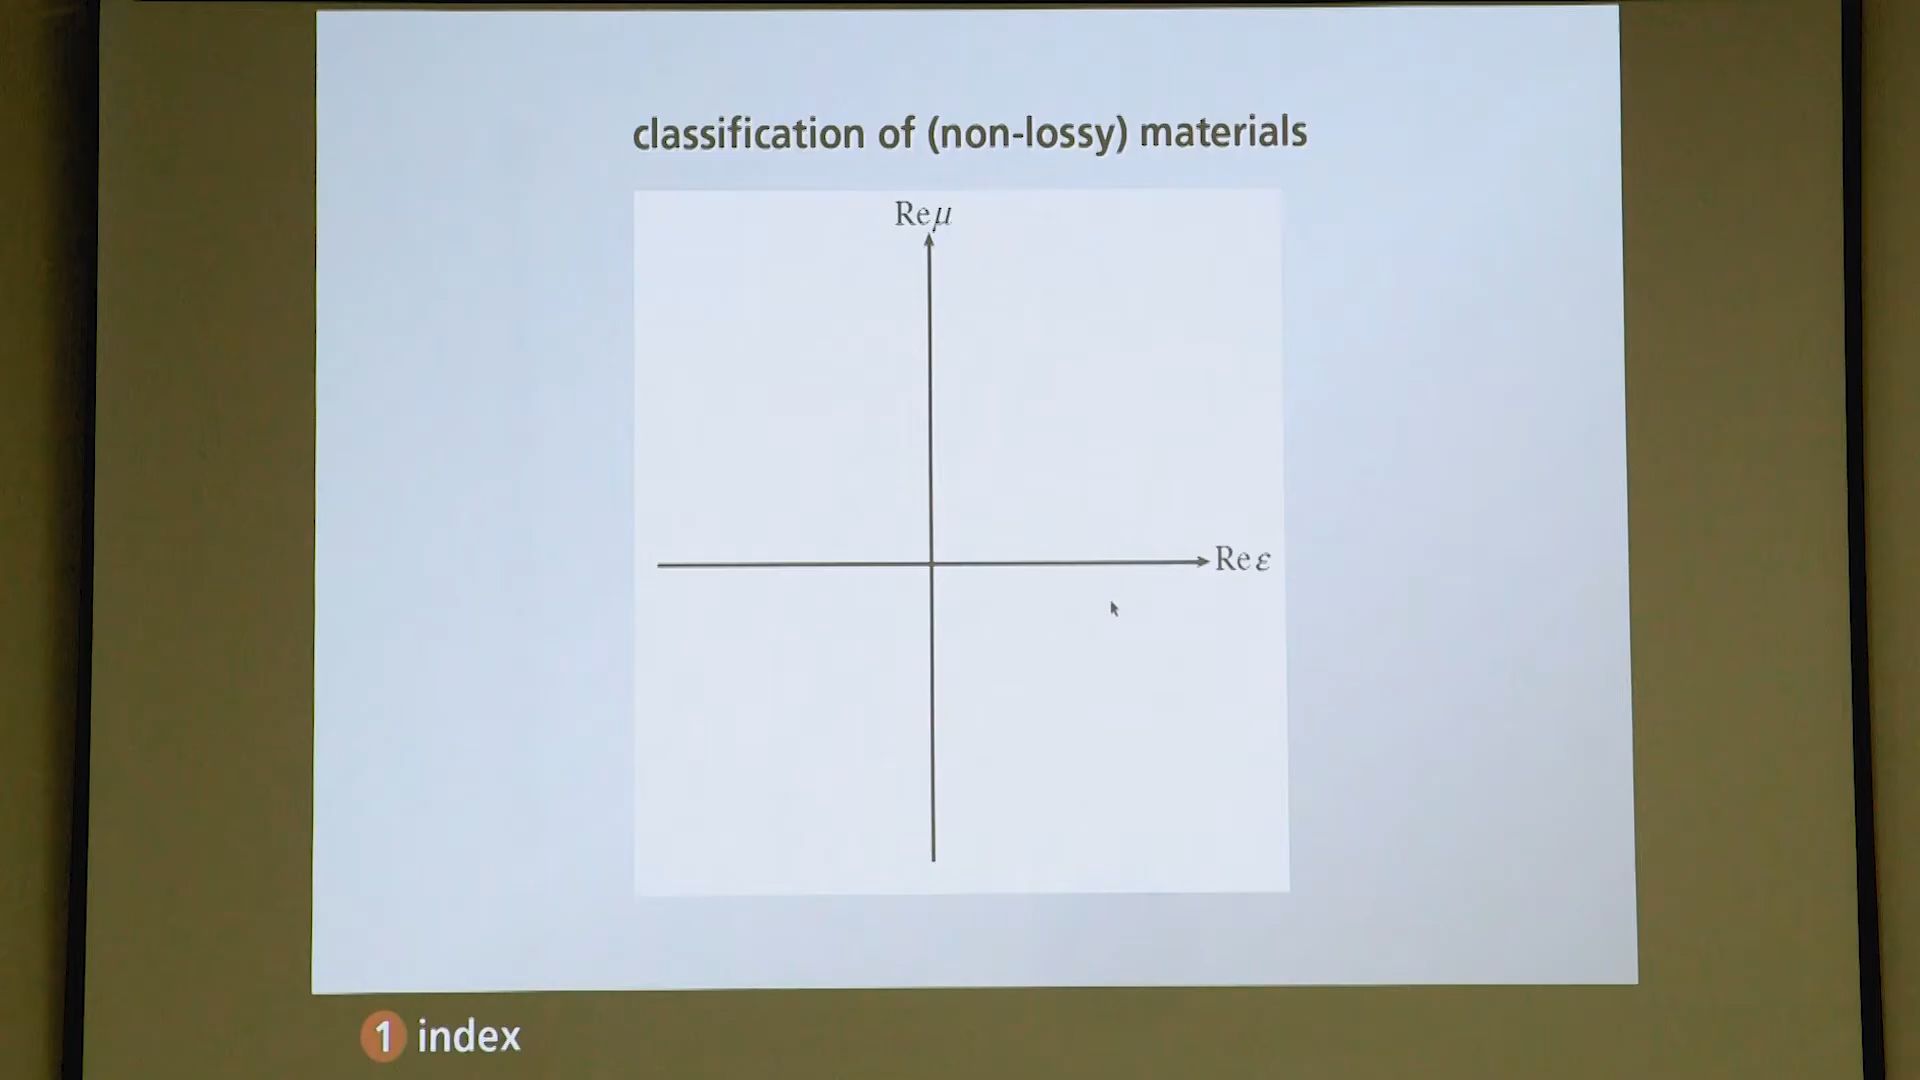 classification of (non-lossy) materials
Re μ
Re ε
1 index